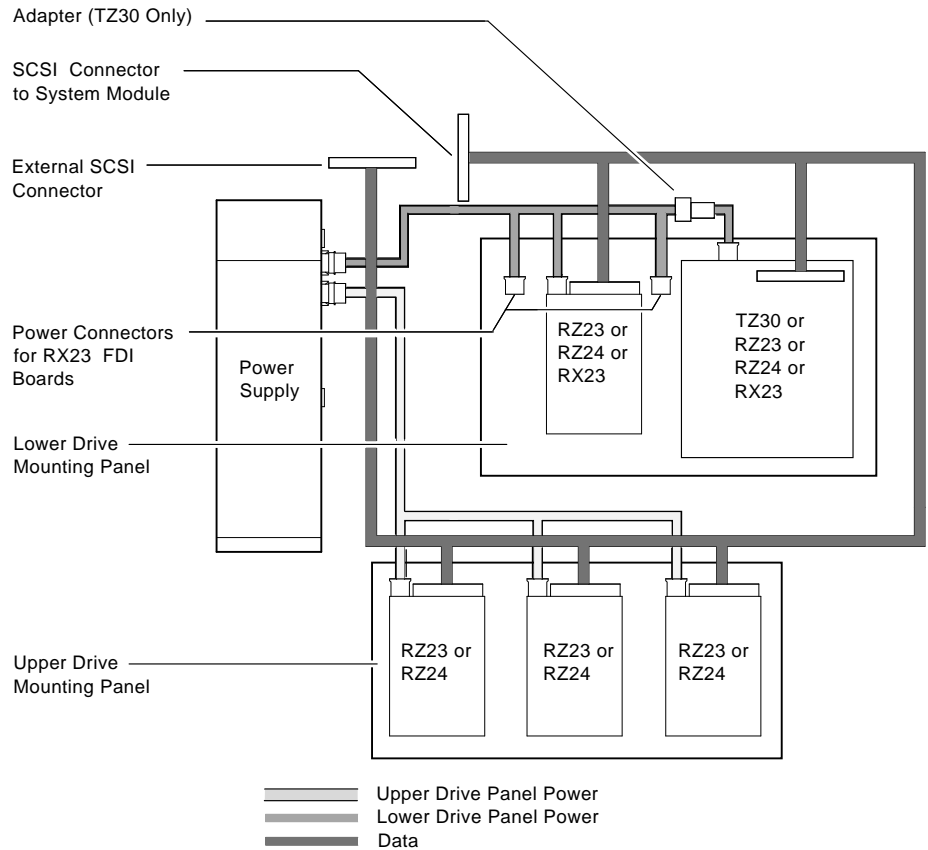 Adapter (TZ30 Only)
SCSI Connector
to System Module
External SCSI
Connector
Power Connectors
for RX23 FDI
Boards
Power
Supply
RZ23 or
RZ24 or
RX23
TZ30 or
RZ23 or
RZ24 or
RX23
Lower Drive
Mounting Panel
Upper Drive
Mounting Panel
RZ23 or
RZ24
RZ23 or
RZ24
RZ23 or
RZ24
Upper Drive Panel Power
Lower Drive Panel Power
Data